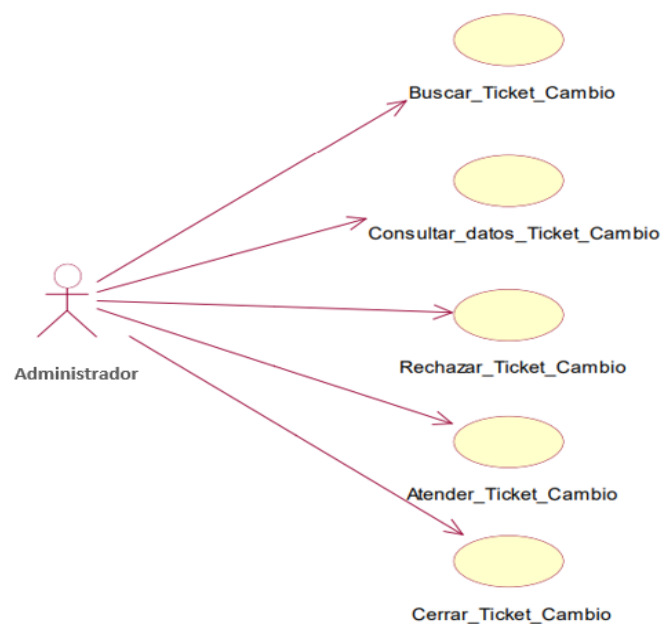 Buscar_Ticket_Cambio
Consultar_datos_Ticket_Cambio
Rechazar_Ticket_Cambio
Administrador
Atender_Ticket_Cambio
Cerrar_Ticket_Cambio